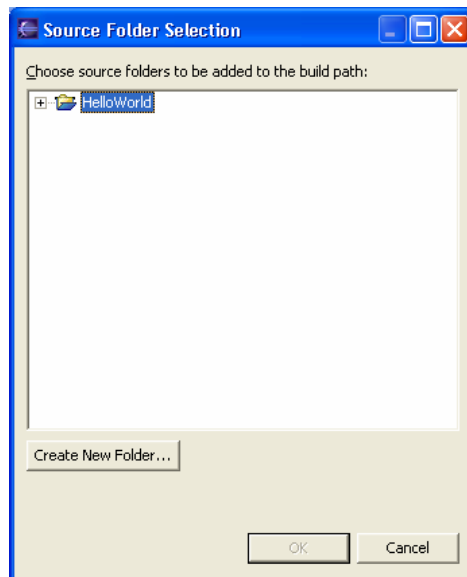 Source Folder Selection
Choose source folders to be added to the build path:
HelloWorld
Create New Folder...
OK
Cancel